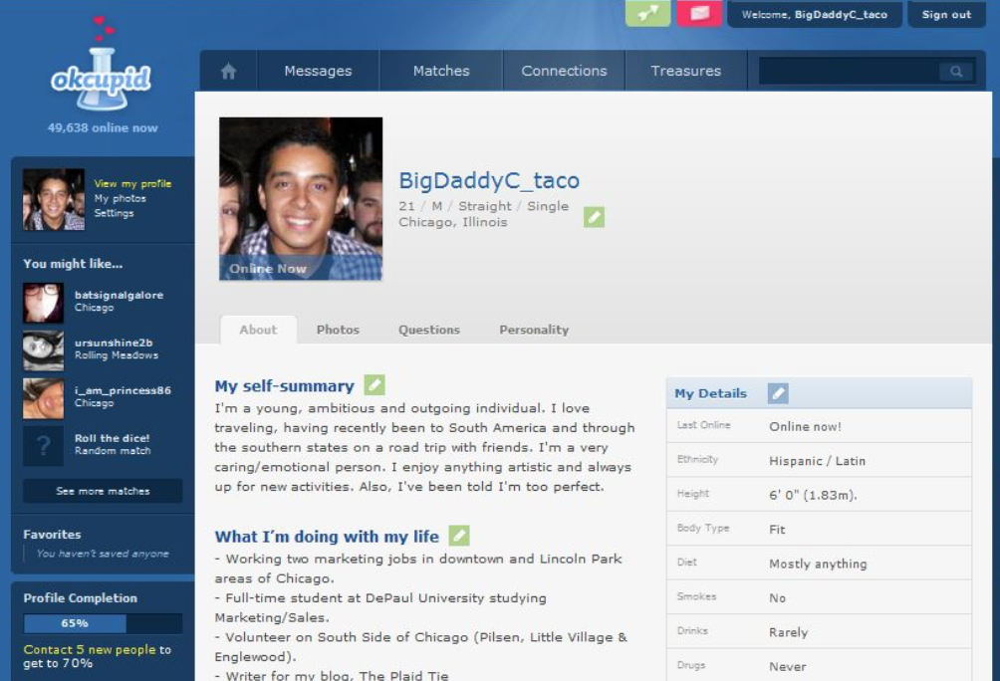 Welcome, BigDaddyC_taco
Sign out
okcupid
49,638 online now
Messages
Matches
Connections
Treasures
View my profile
My photos
Settings
You might like...
batsignalgalore
Chicago
ursunshine2b
Rolling Meadows
i_am_princess86
Chicago
?
Roll the dice!
Random match
See more matches
Favorites
You haven't saved anyone
Profile Completion
65%
Contact 5 new people to
get to 70%
Online Now
BigDaddyC_taco
21 / M / Straight / Single
Chicago, Illinois
About
Photos
Questions
Personality
My self-summary
I'm a young, ambitious and outgoing individual. I love
traveling, having recently been to South America and through
the southern states on a road trip with friends. I'm a very
caring/emotional person. I enjoy anything artistic and always
up for new activities. Also, I've been told I'm too perfect.
What I'm doing with my life
- Working two marketing jobs in downtown and Lincoln Park
areas of Chicago.
- Full-time student at DePaul University studying
Marketing/Sales.
- Volunteer on South Side of Chicago (Pilsen, Little Village &
Englewood).
- Writer for my blog, The Plaid Tie
My Details
Last Online Online now!
Ethnicity Hispanic / Latin
Height 6' 0" (1.83m).
Body Type Fit
Diet Mostly anything
Smokes No
Drinks Rarely
Drugs Never